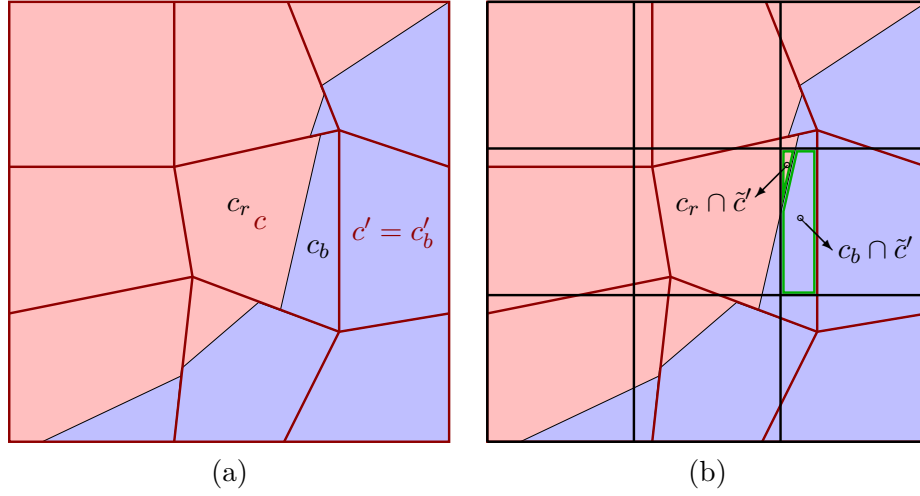 c_r c c_b c′ = c′_b
c_r ∩ c̃′
c_b ∩ c̃′
(a) (b)